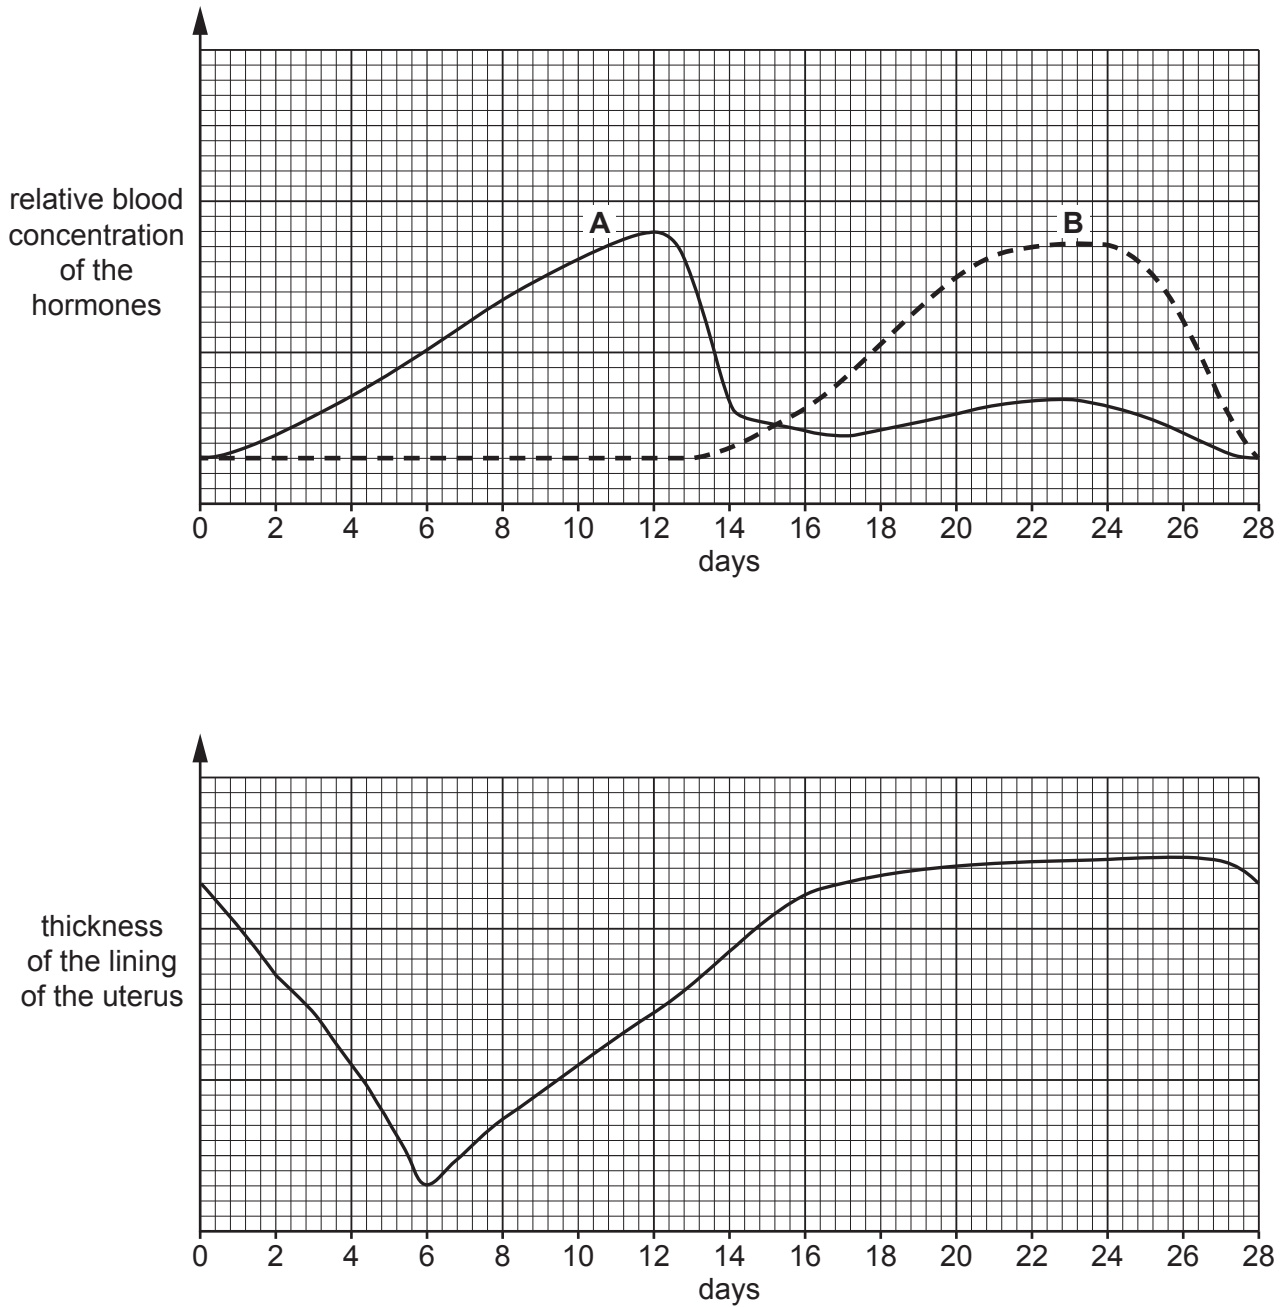 relative blood
concentration
of the
hormones
A
B
0 2 4 6 8 10 12 14 16 18 20 22 24 26 28
days
thickness
of the lining
of the uterus
0 2 4 6 8 10 12 14 16 18 20 22 24 26 28
days